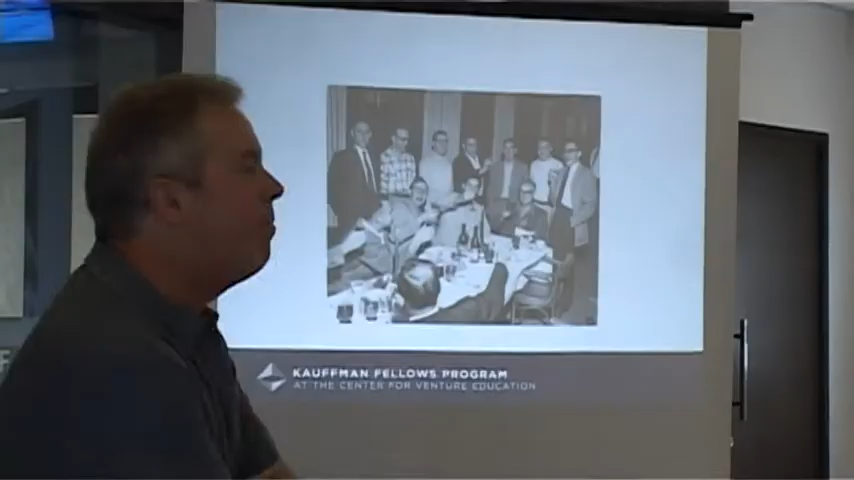 KAUFFMAN FELLOWS PROGRAM
AT THE CENTER FOR VENTURE EDUCATION